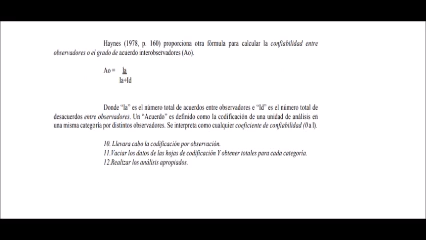 Haynes (1978, p. 160) proporciona otra fórmula para calcular la confiabilidad entre
observadores o el grado de acuerdo interobservadores (Ao).
Ao = Ia
Ia+Id
Donde "Ia" es el número total de acuerdos entre observadores e "Id" es el número total de
desacuerdos entre observadores. Un "Acuerdo" es definido como la codificación de una unidad de análisis en
una misma categoría por distintos observadores. Se interpreta como cualquier coeficiente de confiabilidad (0 a 1).
10. Llevara cabo la codificación por observación.
11. Vaciar los datos de las hojas de codificación Y obtener totales para cada categoría.
12. Realizar los análisis apropiados.